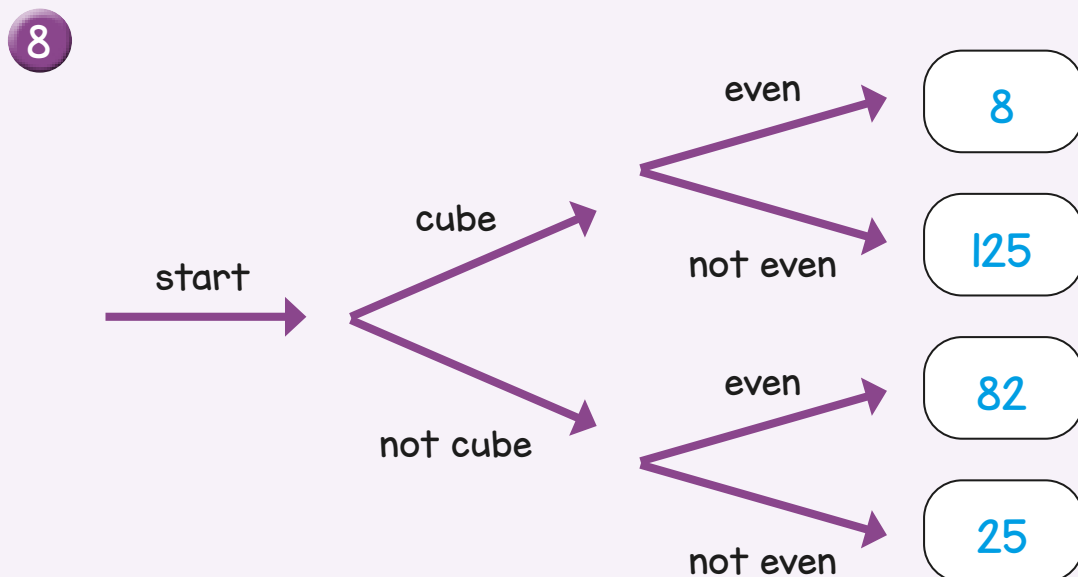 8
even
8
cube
not even
125
start
even
82
not cube
not even
25